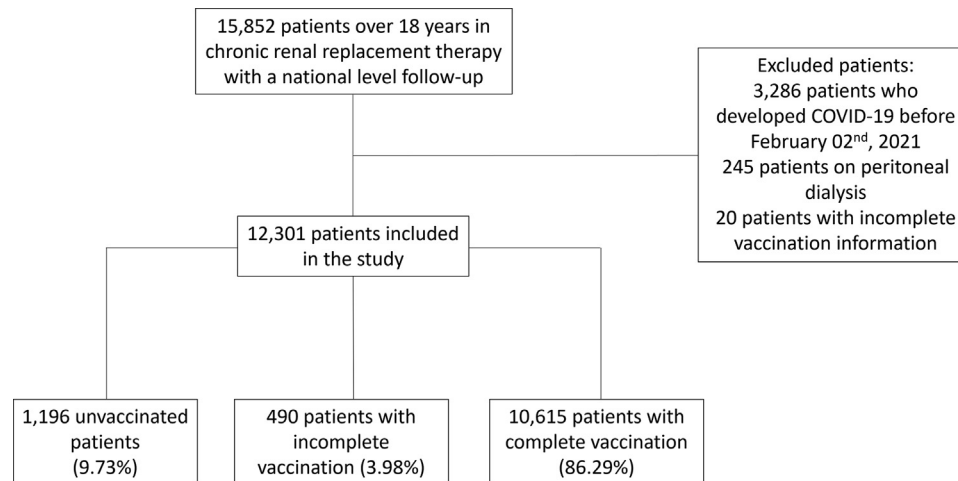 15,852 patients over 18 years in
chronic renal replacement therapy
with a national level follow-up
Excluded patients:
3,286 patients who
developed COVID-19 before
February 02nd, 2021
245 patients on peritoneal
dialysis
20 patients with incomplete
vaccination information
12,301 patients included
in the study
1,196 unvaccinated
patients
(9.73%)
490 patients with
incomplete
vaccination (3.98%)
10,615 patients with
complete vaccination
(86.29%)